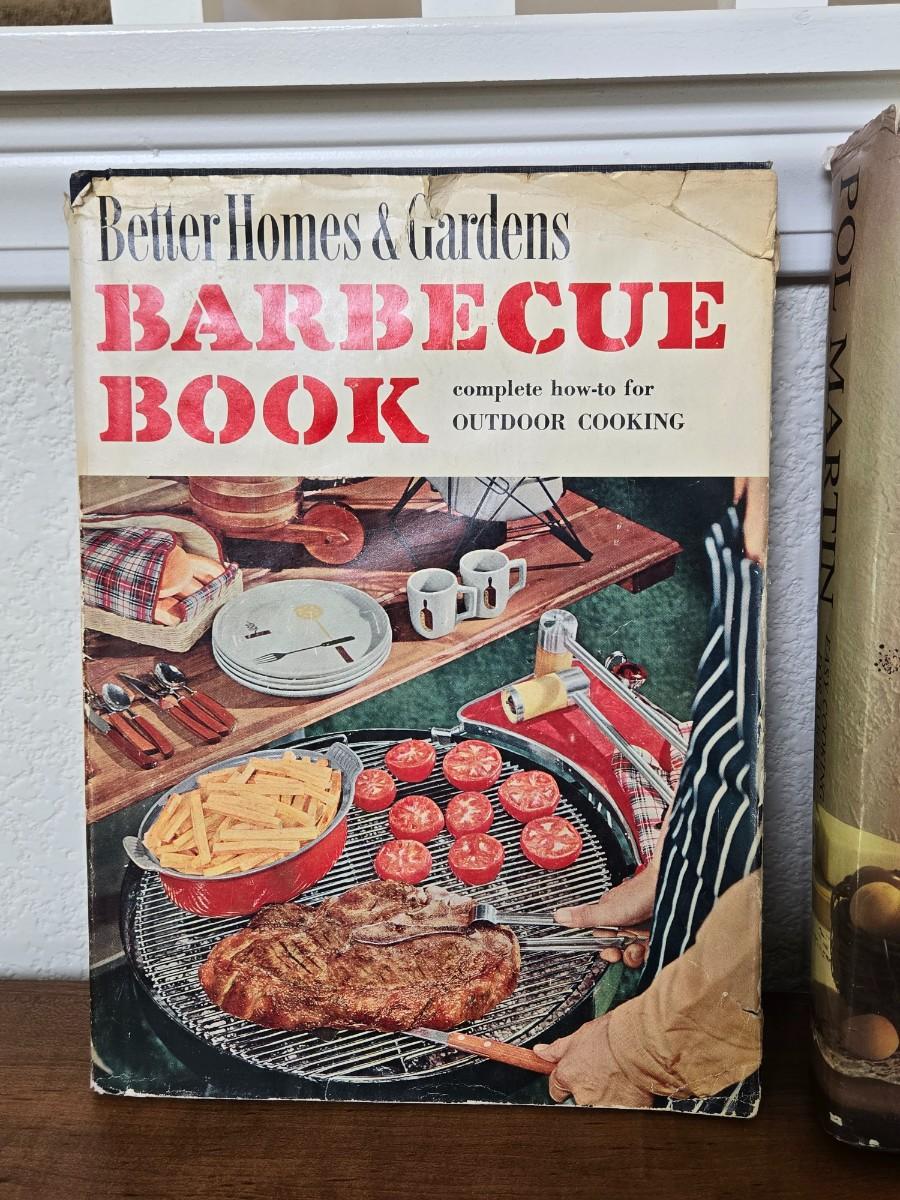 Better Homes & Gardens
BARBECUE
BOOK
complete how-to for
OUTDOOR COOKING
POL MARTIN